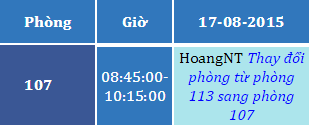 Phòng Giờ 17-08-2015
107 08:45:00-10:15:00 HoangNT Thay đổi
phòng từ phòng
113 sang phòng
107